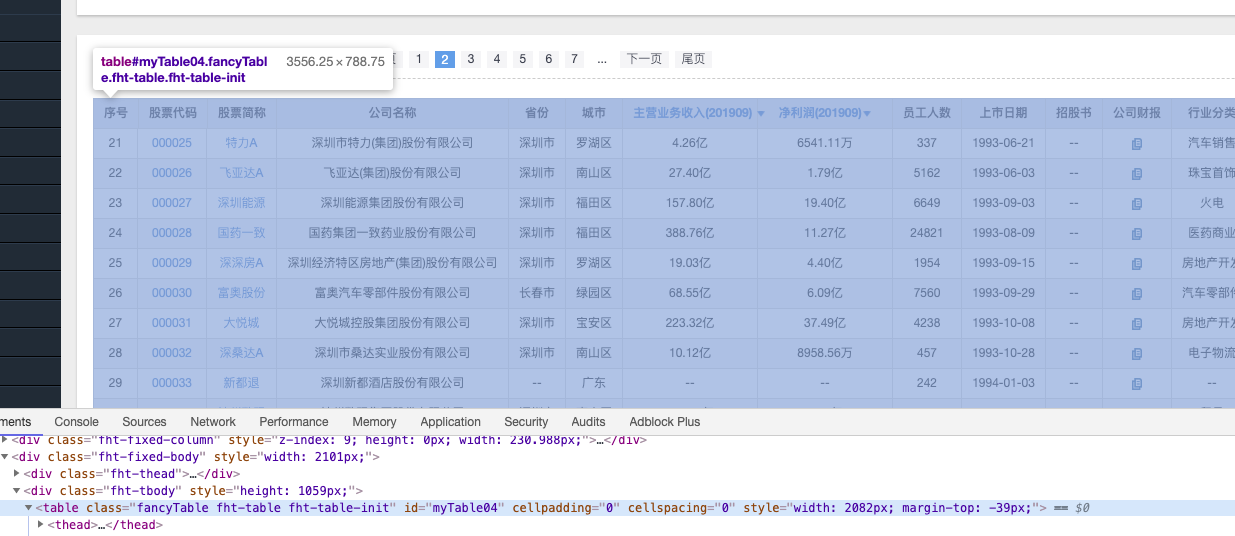 table#myTable04.fancyTabl 3556.25 × 788.75
e.fht-table.fht-table-init
1 2 3 4 5 6 7 ... 下一页 尾页
序号 股票代码 股票简称 公司名称 省份 城市 主营业务收入(201909) 净利润(201909) 员工人数 上市日期 招股书 公司财报 行业分类
21 000025 特力A 深圳市特力(集团)股份有限公司 深圳市 罗湖区 4.26亿 6541.11万 337 1993-06-21 -- 汽车销售
22 000026 飞亚达A 飞亚达(集团)股份有限公司 深圳市 南山区 27.40亿 1.79亿 5162 1993-06-03 -- 珠宝首饰
23 000027 深圳能源 深圳能源集团股份有限公司 深圳市 福田区 157.80亿 19.40亿 6649 1993-09-03 -- 火电
24 000028 国药一致 国药集团一致药业股份有限公司 深圳市 福田区 388.76亿 11.27亿 24821 1993-08-09 -- 医药商业
25 000029 深深房A 深圳经济特区房地产(集团)股份有限公司 深圳市 罗湖区 19.03亿 4.40亿 1954 1993-09-15 -- 房地产开发
26 000030 富奥股份 富奥汽车零部件股份有限公司 长春市 绿园区 68.55亿 6.09亿 7560 1993-09-29 -- 汽车零部件
27 000031 大悦城 大悦城控股集团股份有限公司 深圳市 宝安区 223.32亿 37.49亿 4238 1993-10-08 -- 房地产开发
28 000032 深桑达A 深圳市桑达实业股份有限公司 深圳市 南山区 10.12亿 8958.56万 457 1993-10-28 -- 电子物流
29 000033 新都退 深圳新都酒店股份有限公司 -- 广东 -- -- 242 1994-01-03 -- --
ments Console Sources Network Performance Memory Application Security Audits Adblock Plus
<div class="fht-fixed-column" style="z-index: 9; height: 0px; width: 230.988px;">…</div>
<div class="fht-fixed-body" style="width: 2101px;">
<div class="fht-thead">…</div>
<div class="fht-tbody" style="height: 1059px;">
<table class="fancyTable fht-table fht-table-init" id="myTable04" cellpadding="0" cellspacing="0" style="width: 2082px; margin-top: -39px;"> == $0
<thead>…</thead>